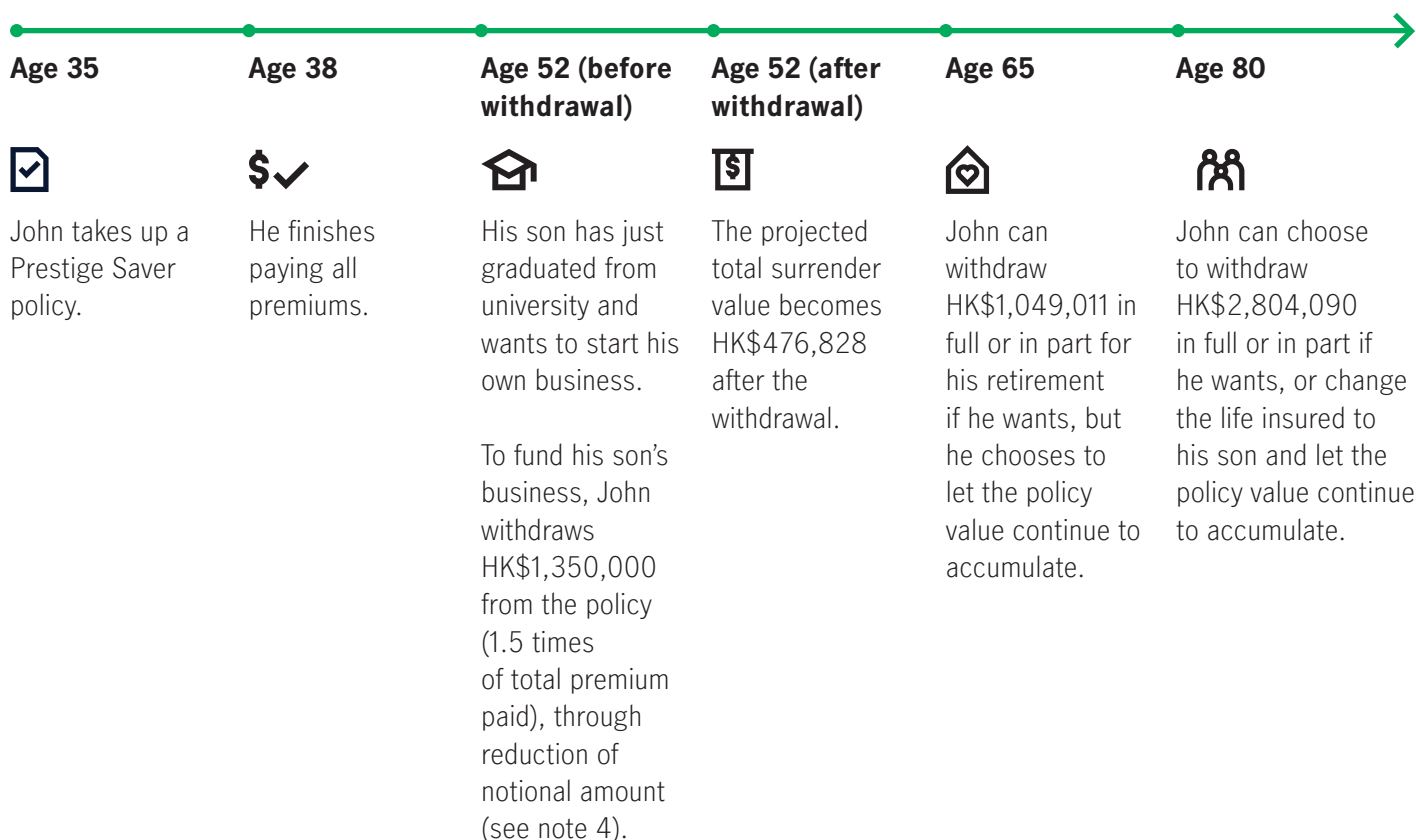 Age 35
John takes up a
Prestige Saver
policy.
Age 38
$
He finishes
paying all
premiums.
Age 52 (before
withdrawal)
His son has just
graduated from
university and
wants to start his
own business.
To fund his son’s
business, John
withdraws
HK$1,350,000
from the policy
(1.5 times
of total premium
paid), through
reduction of
notional amount
(see note 4).
Age 52 (after
withdrawal)
$
The projected
total surrender
value becomes
HK$476,828
after the
withdrawal.
Age 65
John can
withdraw
HK$1,049,011 in
full or in part for
his retirement
if he wants, but
he chooses to
let the policy
value continue to
accumulate.
Age 80
John can choose
to withdraw
HK$2,804,090
in full or in part if
he wants, or change
the life insured to
his son and let the
policy value continue
to accumulate.